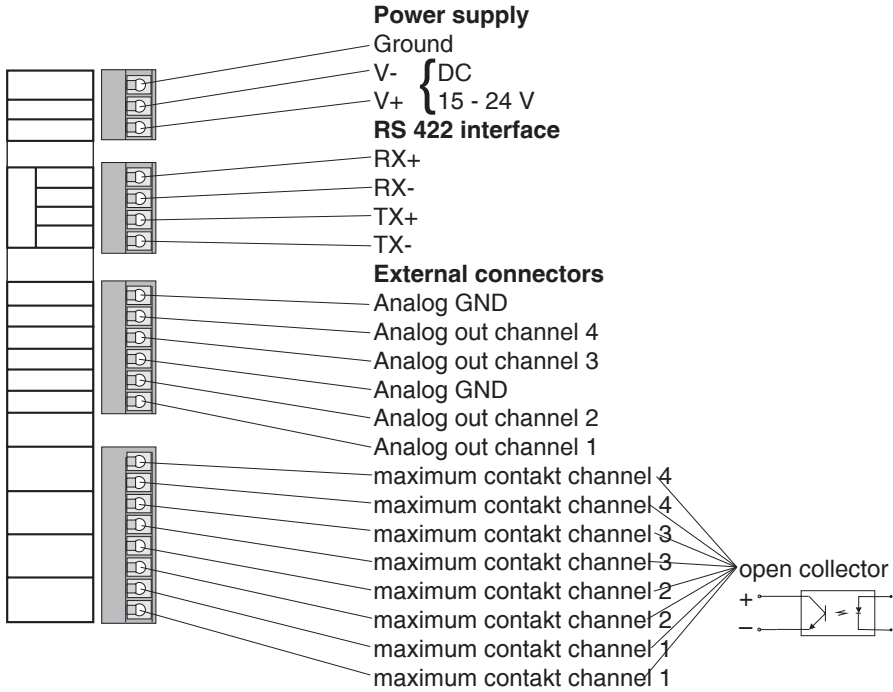 Power supply
Ground
V- { DC
V+ 15 - 24 V
RS 422 interface
RX+
RX-
TX+
TX-
External connectors
Analog GND
Analog out channel 4
Analog out channel 3
Analog GND
Analog out channel 2
Analog out channel 1
maximum contakt channel 4
maximum contakt channel 4
maximum contakt channel 3
maximum contakt channel 3
maximum contakt channel 2
maximum contakt channel 2
maximum contakt channel 1
maximum contakt channel 1
open collector
+
−